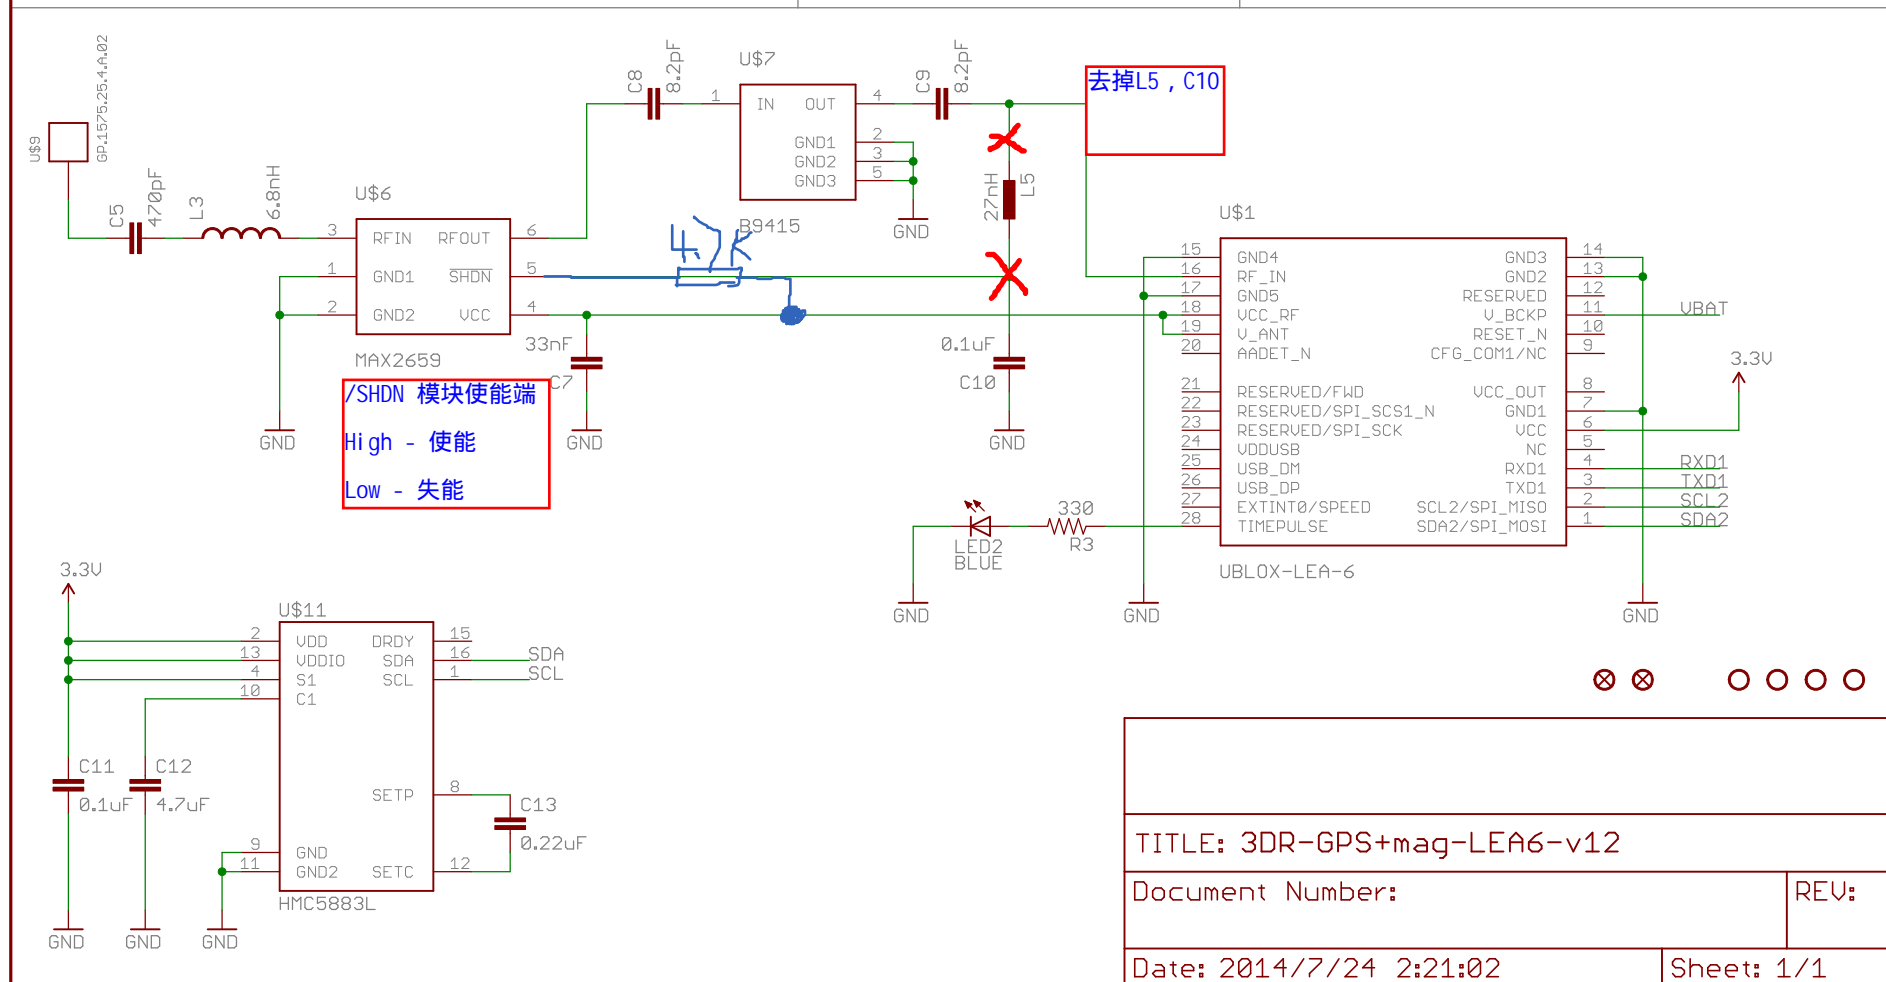 U$9
GP.1575.25.4.A.02
C5
470pF
L3
6.8nH
U$6
3 RFIN RFOUT 6
1 GND1 SHDN 5
2 GND2 VCC 4
MAX2659
33nF
C7
GND
GND
/SHDN 模块使能端
High - 使能
Low - 失能
C8
8.2pF
U$7
1 IN OUT 4
GND1 2
GND2 3
GND3 5
B9415
GND
C9
8.2pF
4.7K
27nH
L5
0.1uF
C10
GND
去掉L5，C10
U$1
15 GND4 GND3 14
16 RF_IN GND2 13
17 GND5 RESERVED 12
18 VCC_RF V_BCKP 11 VBAT
19 V_ANT RESET_N 10
20 AADET_N CFG_COM1/NC 9
21 RESERVED/FWD VCC_OUT 8
22 RESERVED/SPI_SCS1_N GND1 7
23 RESERVED/SPI_SCK VCC 6
24 VDDUSB NC 5
25 USB_DM RXD1 4 RXD1
26 USB_DP TXD1 3 TXD1
27 EXTINT0/SPEED SCL2/SPI_MISO 2 SCL2
28 TIMEPULSE SDA2/SPI_MOSI 1 SDA2
UBLOX-LEA-6
3.3V
330
R3
LED2
BLUE
GND
GND
GND
3.3V
U$11
2 VDD DRDY 15
13 VDDIO SDA 16 SDA
4 S1 SCL 1 SCL
10 C1
SETP 8
9 GND
11 GND2 SETC 12
HMC5883L
C11
0.1uF
C12
4.7uF
C13
0.22uF
GND
GND
GND
TITLE: 3DR-GPS+mag-LEA6-v12
Document Number:
REV:
Date: 2014/7/24 2:21:02
Sheet: 1/1